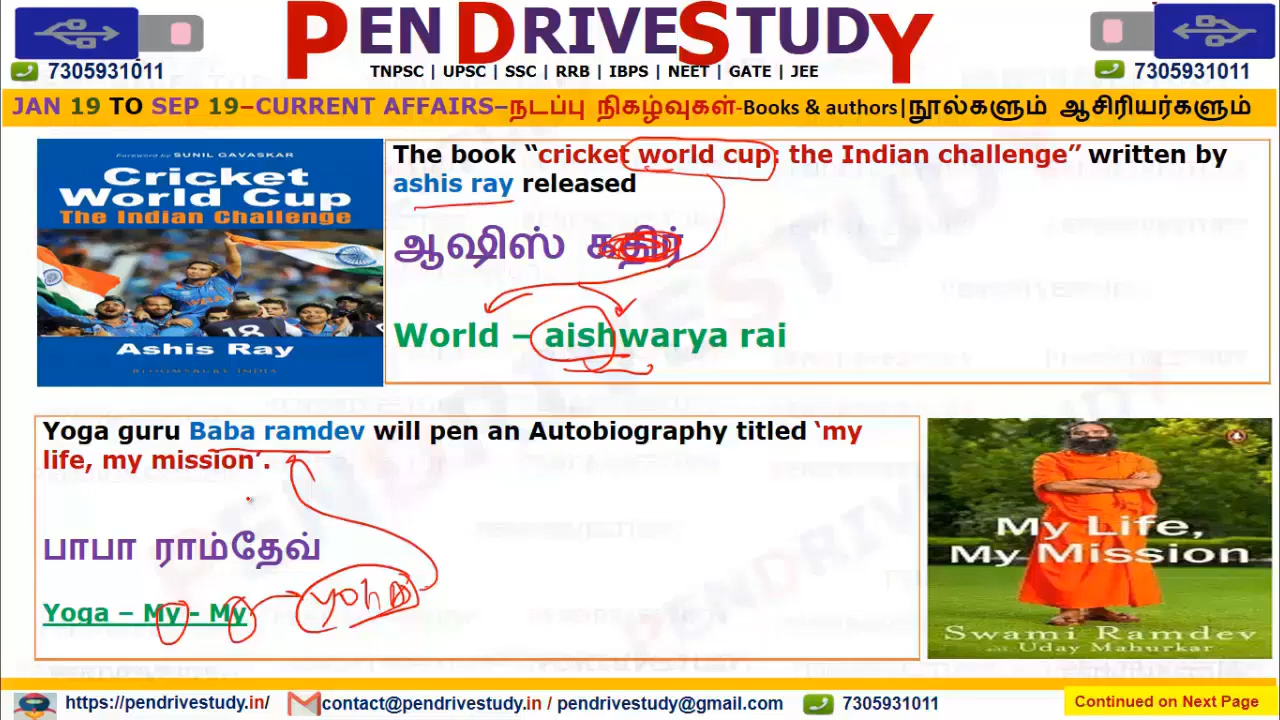 PEN DRIVE STUDY
7305931011
TNPSC | UPSC | SSC | RRB | IBPS | NEET | GATE | JEE
7305931011
JAN 19 TO SEP 19–CURRENT AFFAIRS–நடப்பு நிகழ்வுகள்-Books & authors|நூல்களும் ஆசிரியர்களும்
Foreword by SUNIL GAVASKAR
Cricket
World Cup
The Indian Challenge
18
Ashis Ray
BLOOMSBURY INDIA
The book “cricket world cup: the Indian challenge” written by
ashis ray released
ஆஷிஸ்
World – aishwarya rai
Yoga guru Baba ramdev will pen an Autobiography titled ‘my
life, my mission’.
பாபா ராம்தேவ்
Yoga – My - My
My Life,
My Mission
Swami Ramdev
Uday Mahurkar
https://pendrivestudy.in/
contact@pendrivestudy.in / pendrivestudy@gmail.com
7305931011
Continued on Next Page